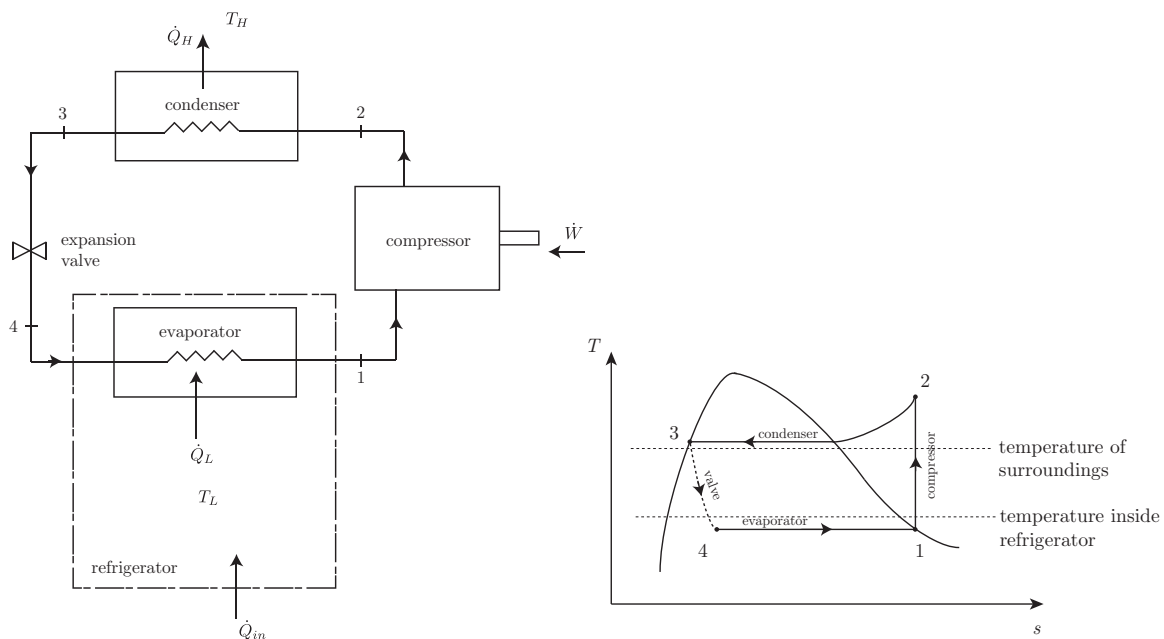 T_H
Q̇_H
condenser
3
2
expansion
valve
compressor
Ẇ
4
evaporator
1
Q̇_L
T_L
refrigerator
Q̇_in
T
2
3
condenser
compressor
temperature of
surroundings
valve
evaporator
temperature inside
refrigerator
4
1
s